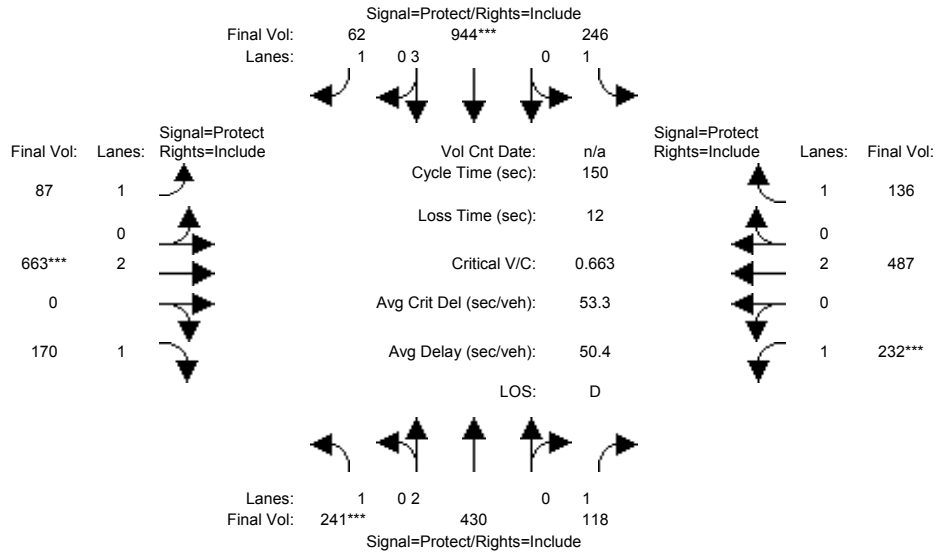 Signal=Protect/Rights=Include
Final Vol: 62 944*** 246
Lanes: 1 0 3 0 1
Signal=Protect Signal=Protect
Final Vol: Lanes: Rights=Include Vol Cnt Date: n/a Rights=Include Lanes: Final Vol:
Cycle Time (sec): 150
87 1 1 136
Loss Time (sec): 12
0 0
663*** 2 Critical V/C: 0.663 2 487
0 Avg Crit Del (sec/veh): 53.3 0
170 1 Avg Delay (sec/veh): 50.4 1 232***
LOS: D
Lanes: 1 0 2 0 1
Final Vol: 241*** 430 118
Signal=Protect/Rights=Include